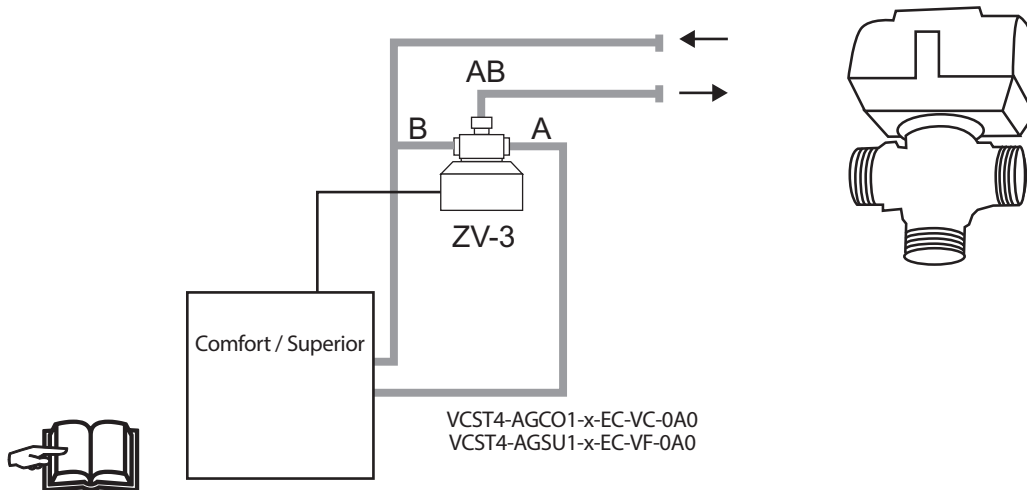 AB
B
A
ZV-3
Comfort / Superior
VCST4-AGCO1-x-EC-VC-0A0
VCST4-AGSU1-x-EC-VF-0A0